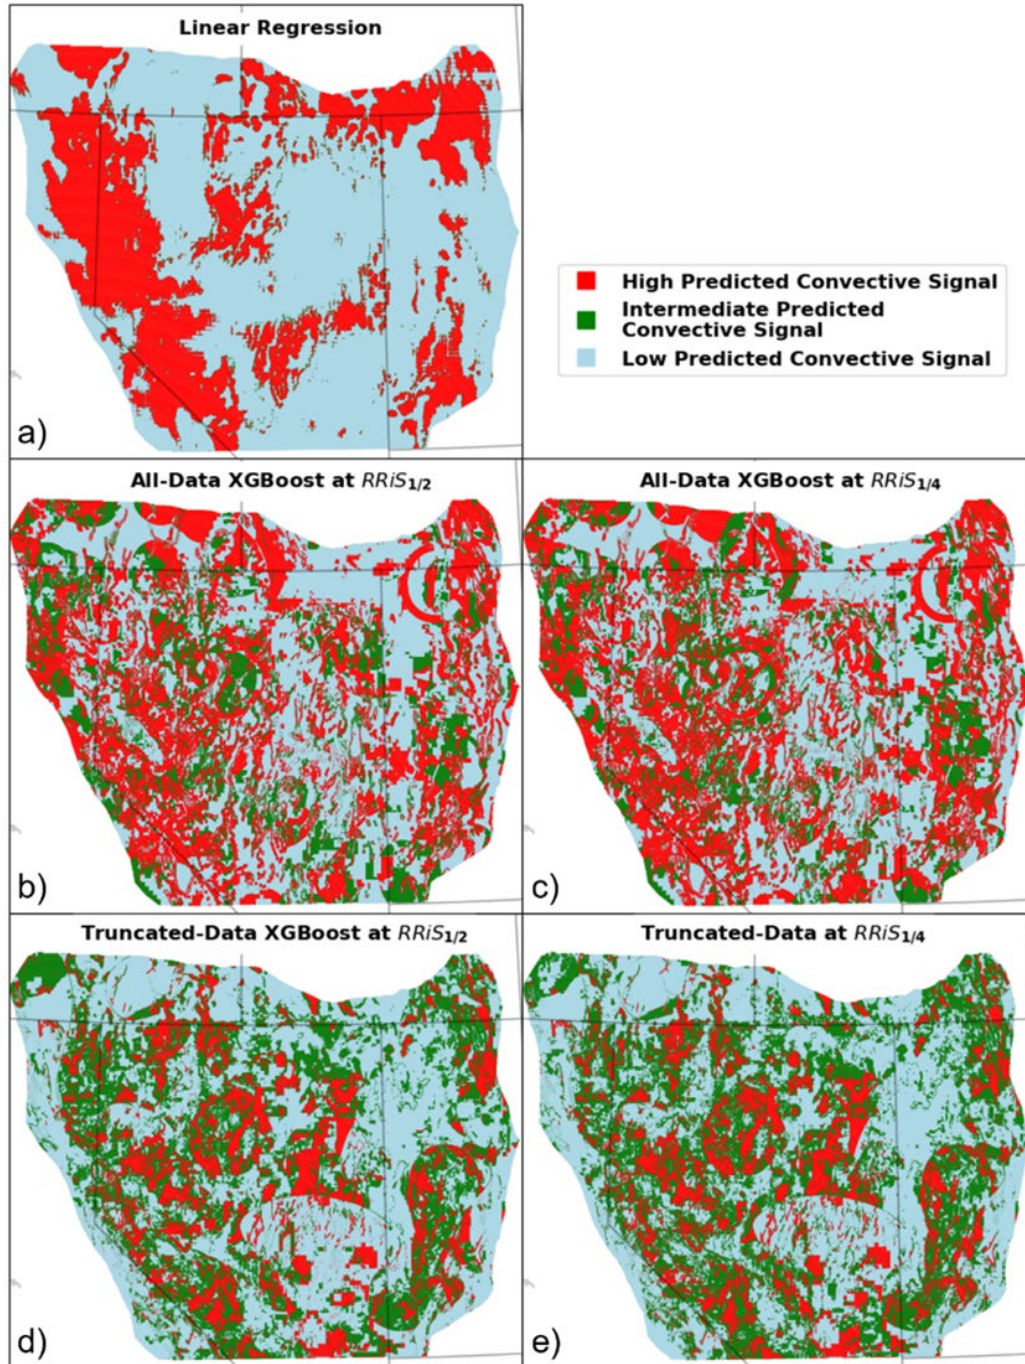 Linear Regression
High Predicted Convective Signal
Intermediate Predicted
Convective Signal
Low Predicted Convective Signal
a)
All-Data XGBoost at RRiS1/2
All-Data XGBoost at RRiS1/4
b)
c)
Truncated-Data XGBoost at RRiS1/2
Truncated-Data at RRiS1/4
d)
e)